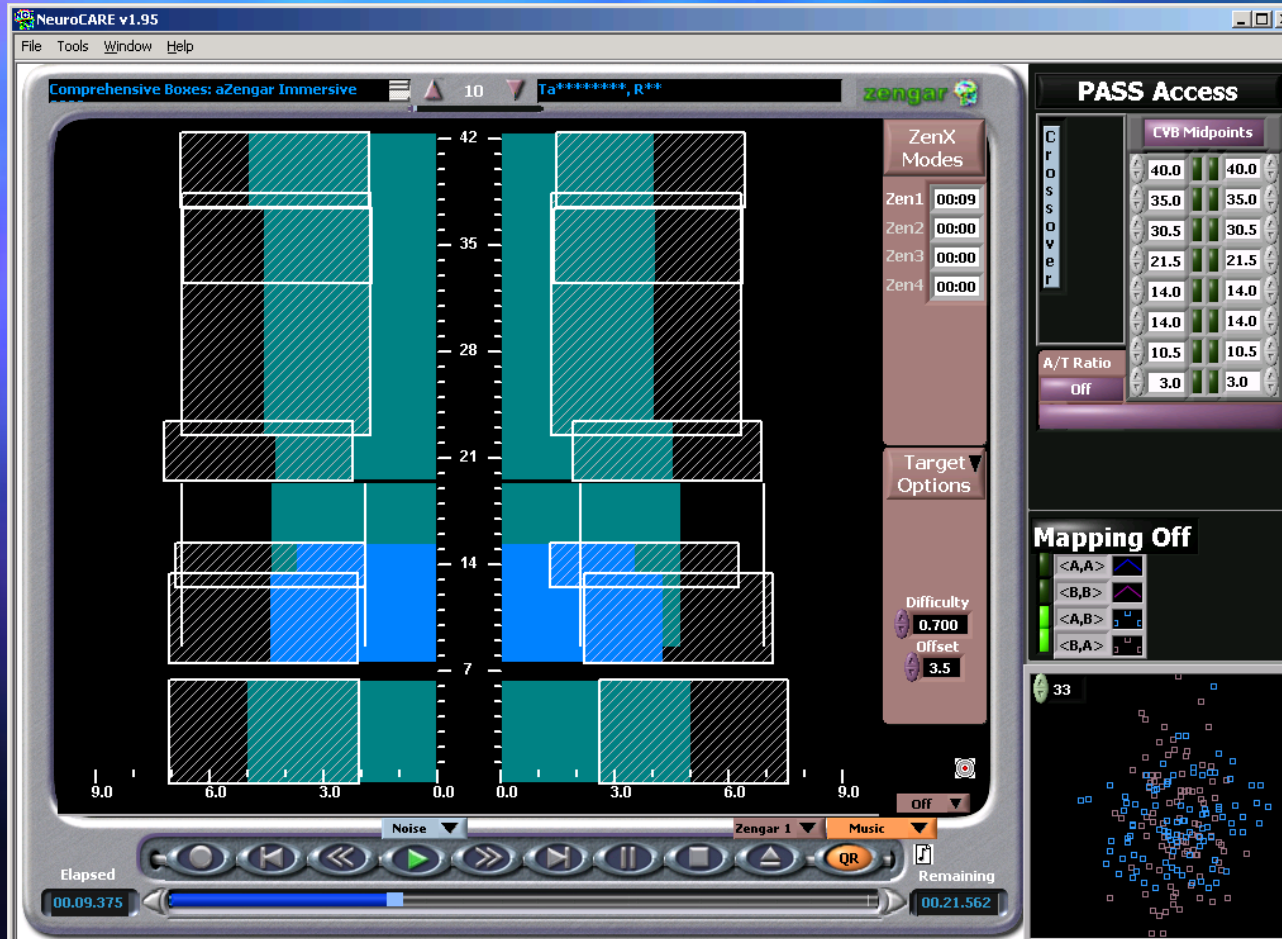 NeuroCARE v1.95
File Tools Window Help
Comprehensive Boxes: aZengar Immersive
10
Ta********, R**
zengar
42
35
28
21
14
7
9.0 6.0 3.0 0.0 0.0 3.0 6.0 9.0
ZenX
Modes
Zen1 00:09
Zen2 00:00
Zen3 00:00
Zen4 00:00
Target
Options
Difficulty
0.700
Offset
3.5
Off
Noise
Zengar 1
Music
QR
Elapsed
00.09.375
Remaining
00.21.562
PASS Access
Crossover
CVB Midpoints
40.0 40.0
35.0 35.0
30.5 30.5
21.5 21.5
14.0 14.0
14.0 14.0
10.5 10.5
3.0 3.0
A/T Ratio
Off
Mapping Off
<A,A>
<B,B>
<A,B>
<B,A>
33